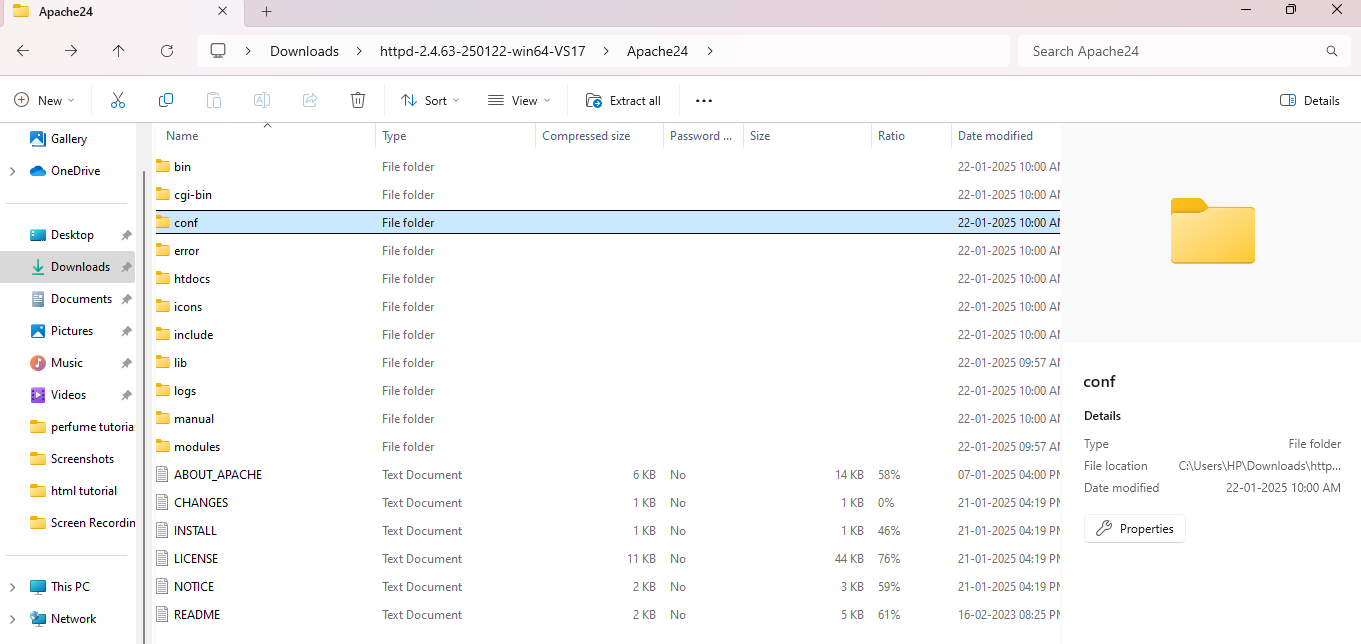 Apache24
Downloads > httpd-2.4.63-250122-win64-VS17 > Apache24 >
Search Apache24
New
Sort
View
Extract all
Details
Gallery
OneDrive
Desktop
Downloads
Documents
Pictures
Music
Videos
perfume tutoria
Screenshots
html tutorial
Screen Recordin
This PC
Network
Name Type Compressed size Password ... Size Ratio Date modified
bin File folder 22-01-2025 10:00 AM
cgi-bin File folder 22-01-2025 10:00 AM
conf File folder 22-01-2025 10:00 AM
error File folder 22-01-2025 10:00 AM
htdocs File folder 22-01-2025 10:00 AM
icons File folder 22-01-2025 10:00 AM
include File folder 22-01-2025 10:00 AM
lib File folder 22-01-2025 09:57 AM
logs File folder 22-01-2025 10:00 AM
manual File folder 22-01-2025 10:00 AM
modules File folder 22-01-2025 09:57 AM
ABOUT_APACHE Text Document 6 KB No 14 KB 58% 07-01-2025 04:00 PM
CHANGES Text Document 1 KB No 1 KB 0% 21-01-2025 04:19 PM
INSTALL Text Document 1 KB No 1 KB 46% 21-01-2025 04:19 PM
LICENSE Text Document 11 KB No 44 KB 76% 21-01-2025 04:19 PM
NOTICE Text Document 2 KB No 3 KB 59% 21-01-2025 04:19 PM
README Text Document 2 KB No 5 KB 61% 16-02-2023 08:25 PM
conf
Details
Type File folder
File location C:\Users\HP\Downloads\http...
Date modified 22-01-2025 10:00 AM
Properties